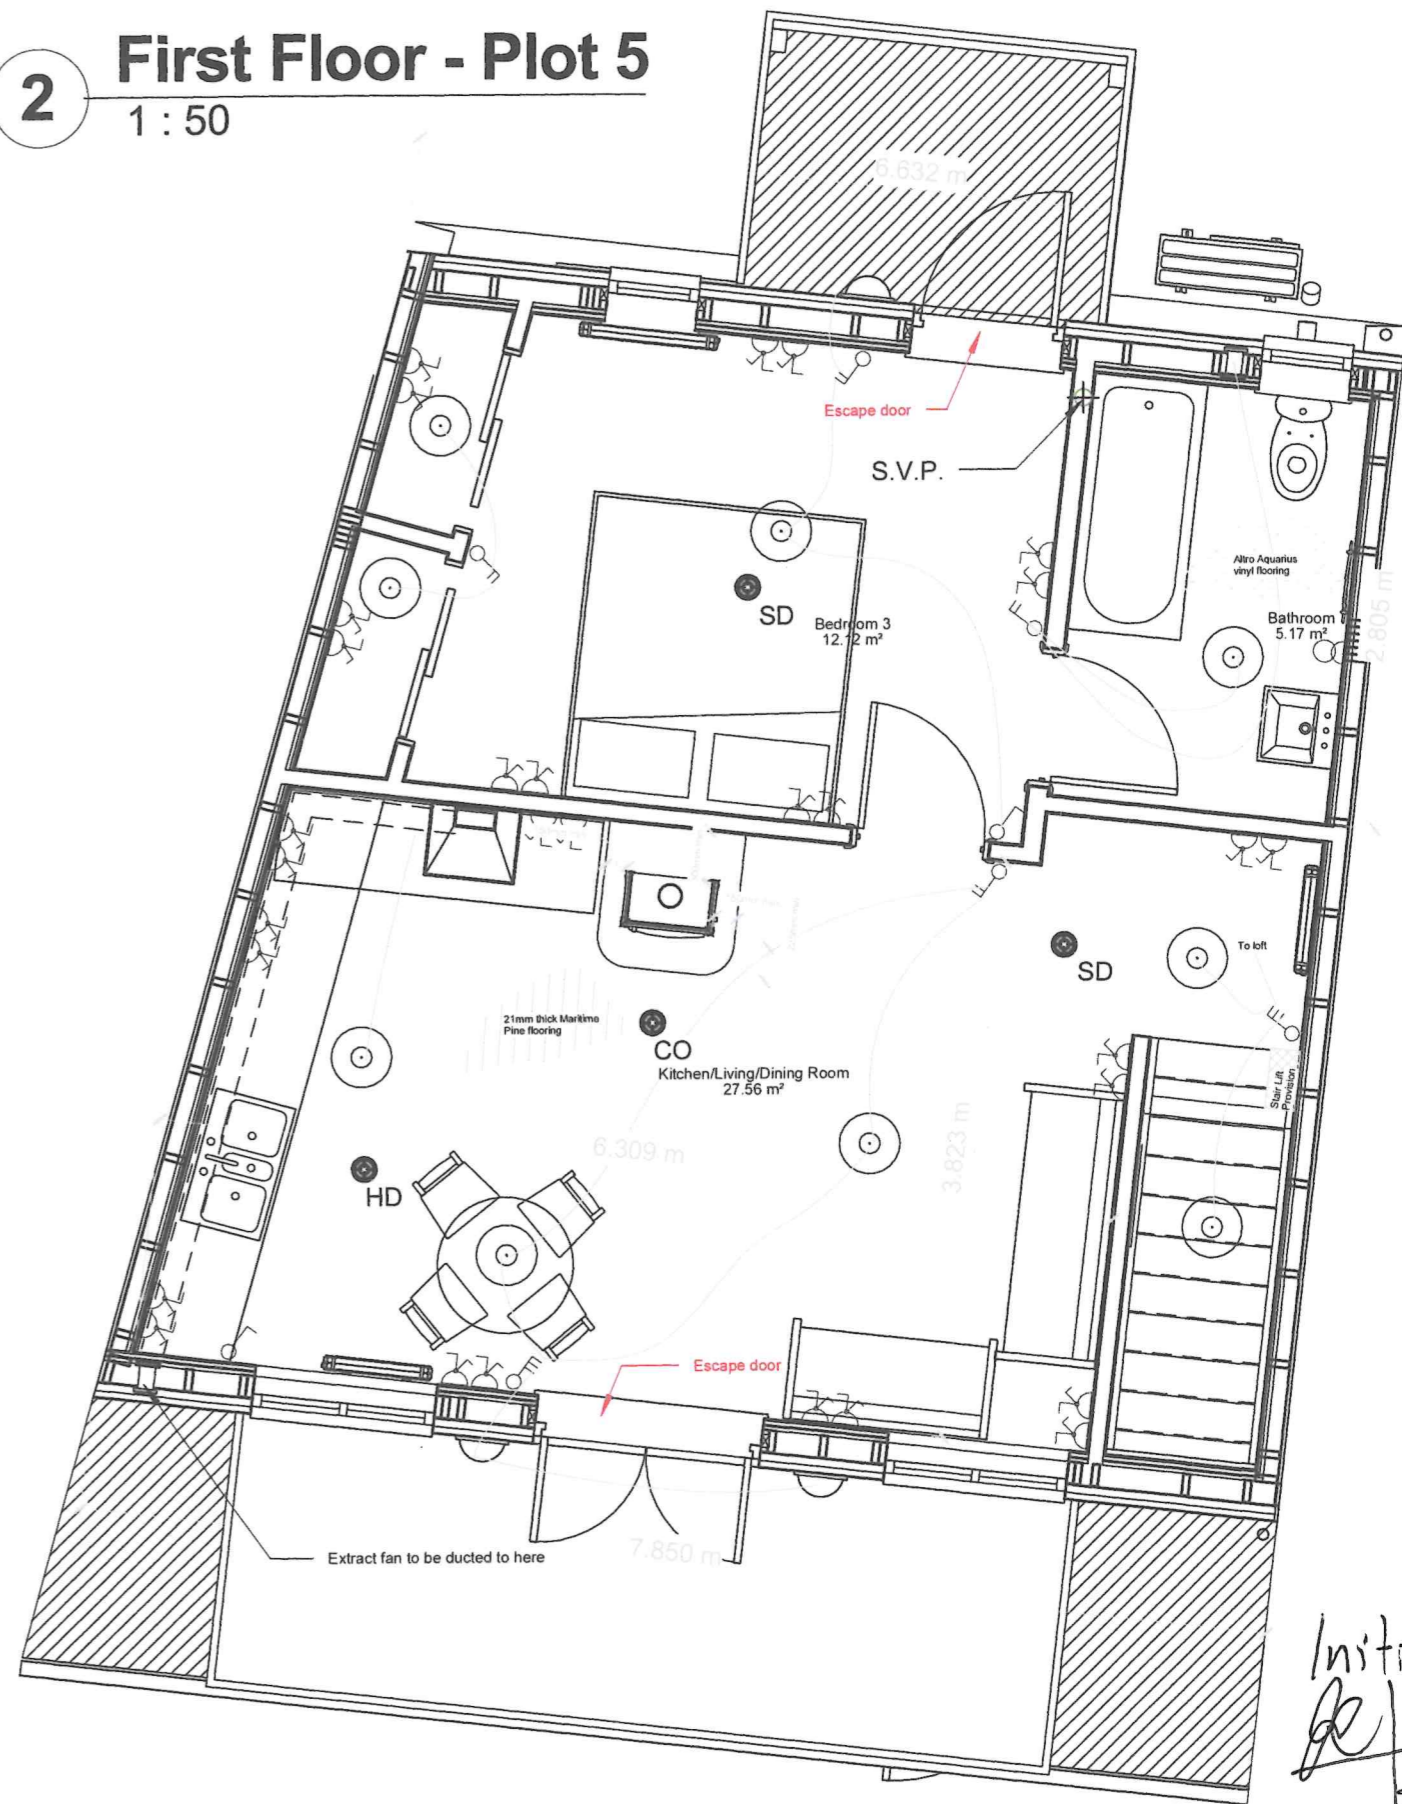 2
First Floor - Plot 5
1 : 50
6.632 m
Escape door
S.V.P.
Altro Aquarius
vinyl flooring
SD
Bedroom 3
12.12 m²
Bathroom
5.17 m²
2.805 m
SD
To loft
21mm thick Maritime
Pine flooring
CO
Kitchen/Living/Dining Room
27.56 m²
Stair Lift
Provision
6.309 m
3.823 m
HD
Escape door
Extract fan to be ducted to here
7.850 m